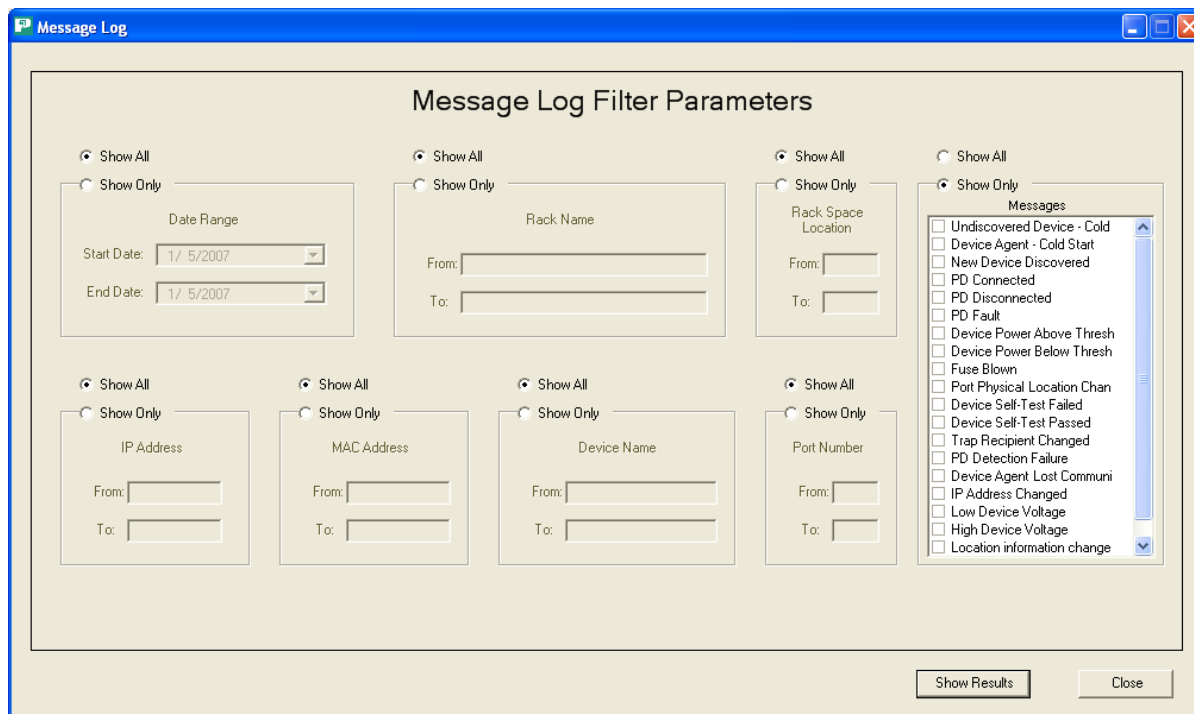 Message Log
Message Log Filter Parameters
Show All
Show Only
Date Range
Start Date: 1/ 5/2007
End Date: 1/ 5/2007
Show All
Show Only
Rack Name
From:
To:
Show All
Show Only
Rack Space
Location
From:
To:
Show All
Show Only
Messages
Undiscovered Device - Cold
Device Agent - Cold Start
New Device Discovered
PD Connected
PD Disconnected
PD Fault
Device Power Above Thresh
Device Power Below Thresh
Fuse Blown
Port Physical Location Chan
Device Self-Test Failed
Device Self-Test Passed
Trap Recipient Changed
PD Detection Failure
Device Agent Lost Communi
IP Address Changed
Low Device Voltage
High Device Voltage
Location information change
Show All
Show Only
IP Address
From:
To:
Show All
Show Only
MAC Address
From:
To:
Show All
Show Only
Device Name
From:
To:
Show All
Show Only
Port Number
From:
To:
Show Results
Close